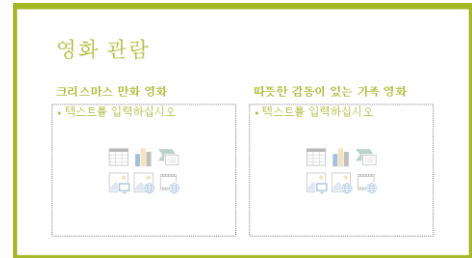 영화 관람
크리스마스 만화 영화
따뜻한 감동이 있는 가족 영화
• 텍스트를 입력하십시오
• 텍스트를 입력하십시오